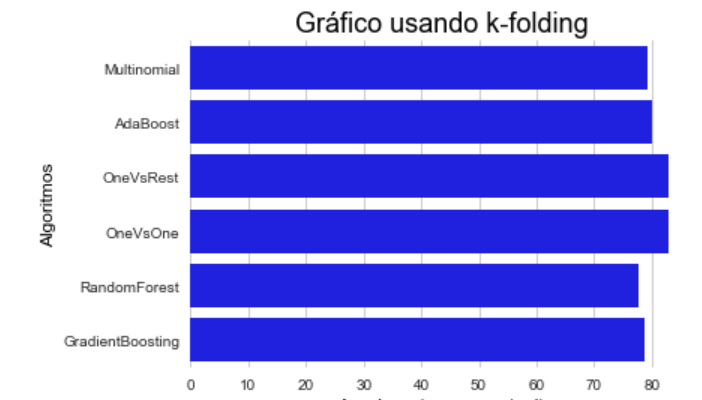 Gráfico usando k-folding
Multinomial
AdaBoost
OneVsRest
OneVsOne
RandomForest
GradientBoosting
Algoritmos
0 10 20 30 40 50 60 70 80